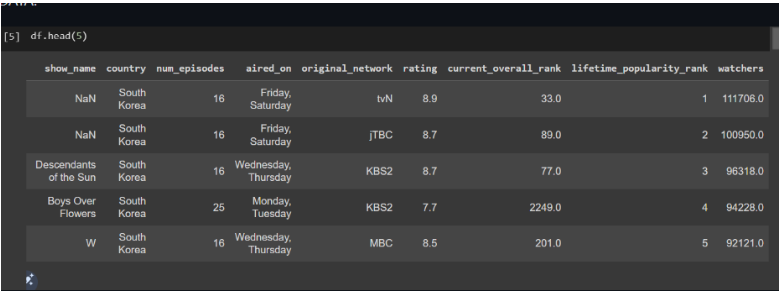 DATA.
[5] df.head(5)
show_name country num_episodes aired_on original_network rating current_overall_rank lifetime_popularity_rank watchers
NaN South Korea 16 Friday, Saturday tvN 8.9 33.0 1 111706.0
NaN South Korea 16 Friday, Saturday jTBC 8.7 89.0 2 100950.0
Descendants of the Sun South Korea 16 Wednesday, Thursday KBS2 8.7 77.0 3 96318.0
Boys Over Flowers South Korea 25 Monday, Tuesday KBS2 7.7 2249.0 4 94228.0
W South Korea 16 Wednesday, Thursday MBC 8.5 201.0 5 92121.0